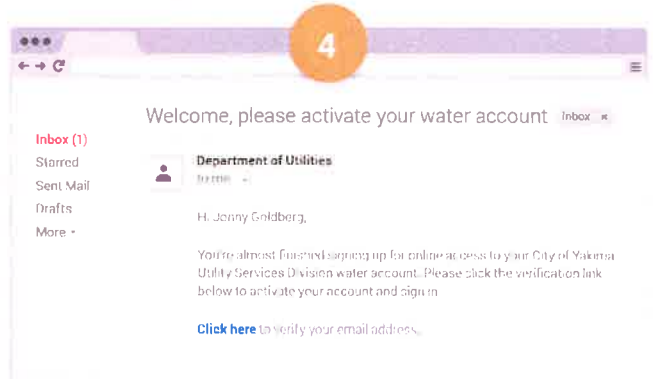 4
Welcome, please activate your water account Inbox x
Inbox (1)
Starred
Sent Mail
Drafts
More
Department of Utilities
to me
Hi Jenny Goldberg,
You're almost finished signing up for online access to your City of Yakima
Utility Services Division water account. Please click the verification link
below to activate your account and sign in
Click here to verify your email address.